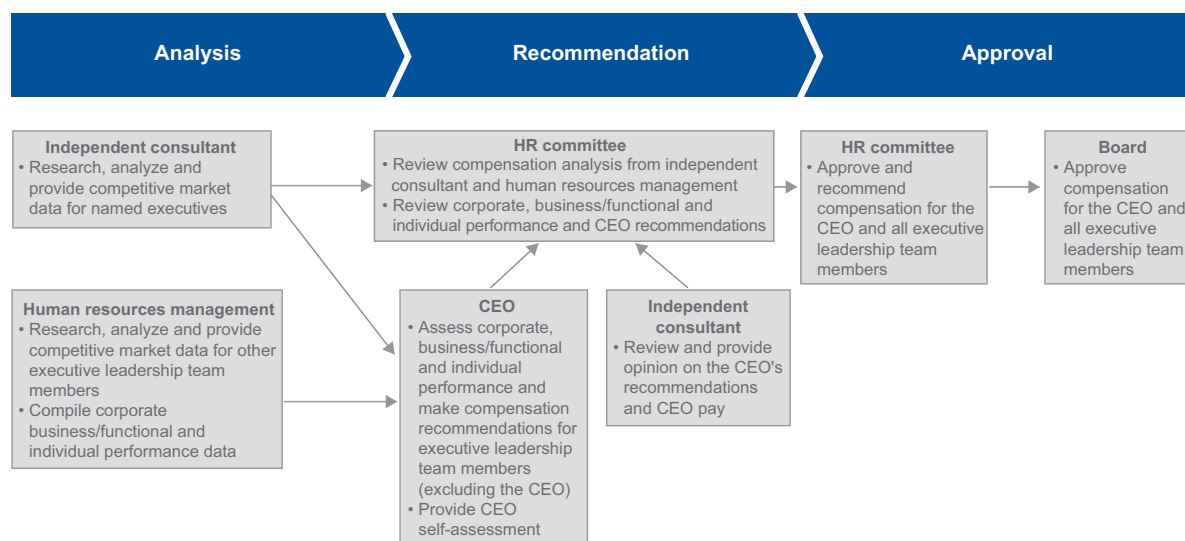 Analysis
Recommendation
Approval
Independent consultant
• Research, analyze and
provide competitive market
data for named executives
HR committee
• Review compensation analysis from independent
consultant and human resources management
• Review corporate, business/functional and
individual performance and CEO recommendations
HR committee
• Approve and
recommend
compensation for the
CEO and all executive
leadership team
members
Board
• Approve
compensation
for the CEO and
all executive
leadership team
members
Human resources management
• Research, analyze and provide
competitive market data for other
executive leadership team
members
• Compile corporate
business/functional and
individual performance data
CEO
• Assess corporate,
business/functional
and individual
performance and
make compensation
recommendations for
executive leadership
team members
(excluding the CEO)
• Provide CEO
self-assessment
Independent
consultant
• Review and provide
opinion on the CEO's
recommendations
and CEO pay